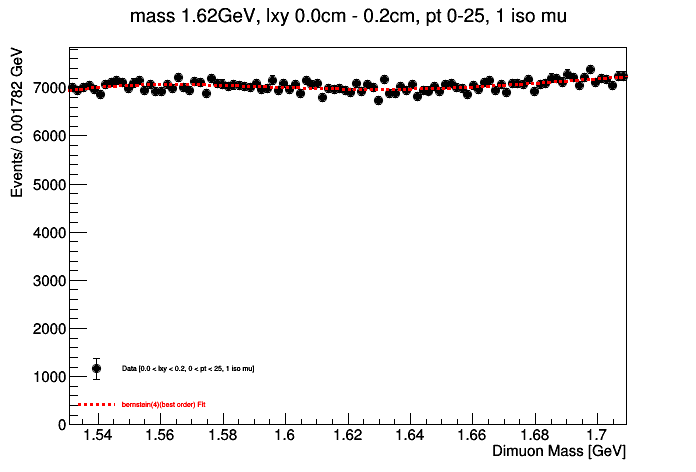 mass 1.62GeV, lxy 0.0cm - 0.2cm, pt 0-25, 1 iso mu
Events/ 0.001782 GeV
7000
6000
5000
4000
3000
2000
1000
0
Data [0.0 < lxy < 0.2, 0 < pt < 25, 1 iso mu]
bernstein(4)(best order) Fit
1.54 1.56 1.58 1.6 1.62 1.64 1.66 1.68 1.7
Dimuon Mass [GeV]